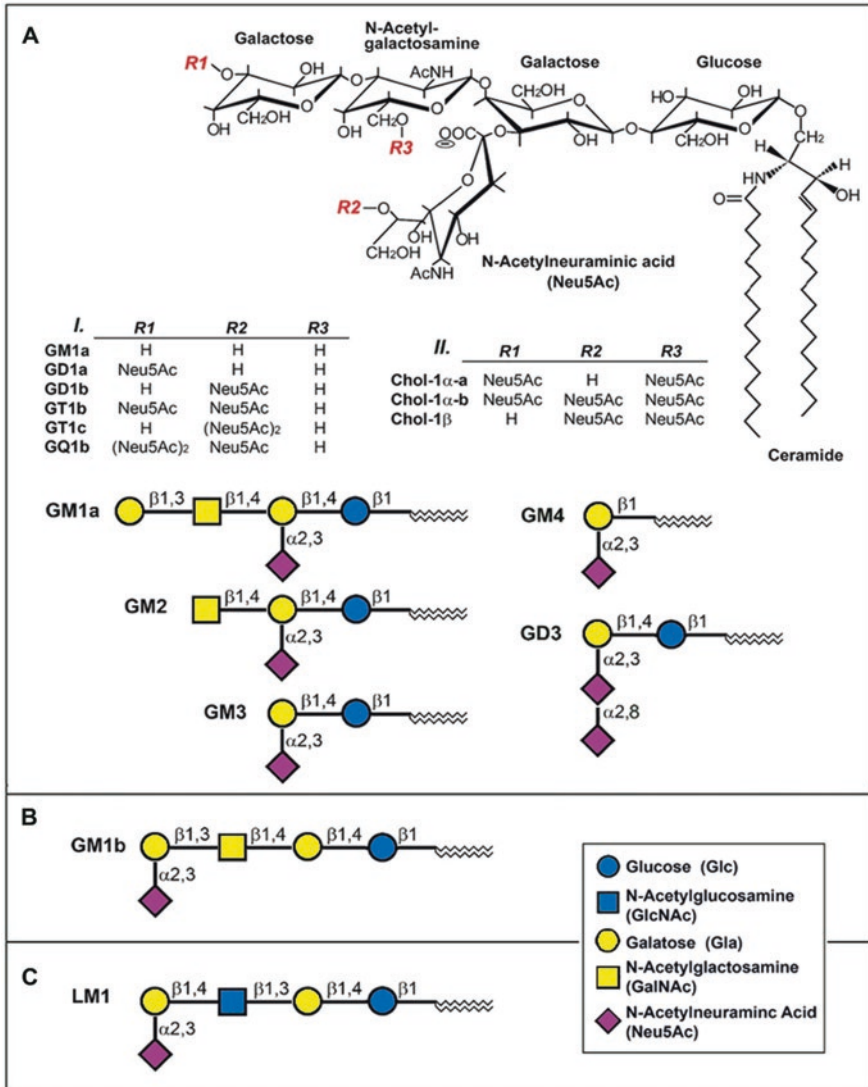 A
N-Acetyl-
galactosamine
Galactose
Galactose
Glucose
R1
O
OH
O
AcNH
O
O
CH₂OH
OH
HO
OH
O
CH₂
O
O
O
O
O
OH
CH₂OH
OH
CH₂O
R3
⊖OOC
O
OH
O
CH₂OH
H
H
NH
OH
O
R2
O
O
OH
CH₂OH
OH
AcNH
N-Acetylneuraminic acid
(Neu5Ac)
I. R1 R2 R3
GM1a H H H
GD1a Neu5Ac H H
GD1b H Neu5Ac H
GT1b Neu5Ac Neu5Ac H
GT1c H (Neu5Ac)₂ H
GQ1b (Neu5Ac)₂ Neu5Ac H
II. R1 R2 R3
Chol-1α-a Neu5Ac H Neu5Ac
Chol-1α-b Neu5Ac Neu5Ac Neu5Ac
Chol-1β H Neu5Ac Neu5Ac
Ceramide
GM1a β1,3 β1,4 β1,4 β1
α2,3
GM2 β1,4 β1,4 β1
α2,3
GM3 β1,4 β1
α2,3
GM4 β1
α2,3
GD3 β1,4 β1
α2,3
α2,8
B
GM1b β1,3 β1,4 β1,4 β1
α2,3
C
LM1 β1,4 β1,3 β1,4 β1
α2,3
Glucose (Glc)
N-Acetylglucosamine
(GlcNAc)
Galatose (Gla)
N-Acetylglactosamine
(GalNAc)
N-Acetylneuraminc Acid
(Neu5Ac)